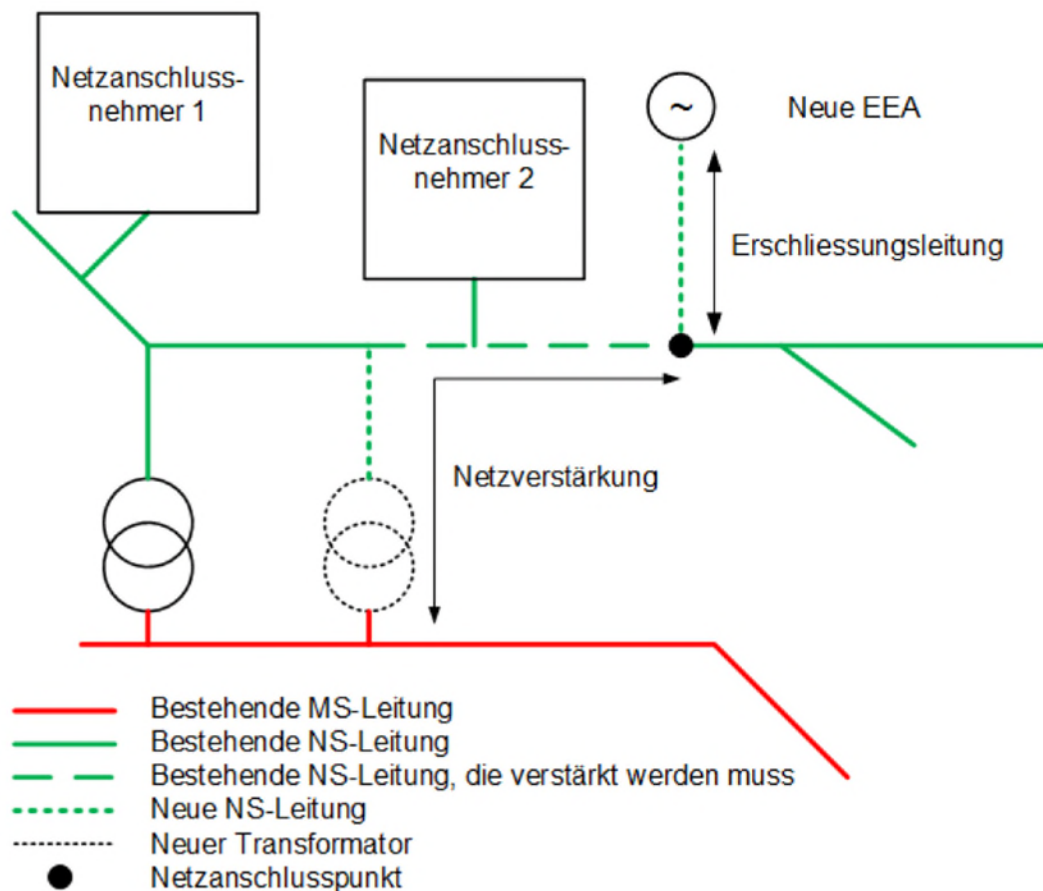 Netzanschluss-
nehmer 1
Netzanschluss-
nehmer 2
~
Neue EEA
Erschliessungsleitung
Netzverstärkung
Bestehende MS-Leitung
Bestehende NS-Leitung
Bestehende NS-Leitung, die verstärkt werden muss
Neue NS-Leitung
Neuer Transformator
Netzanschlusspunkt